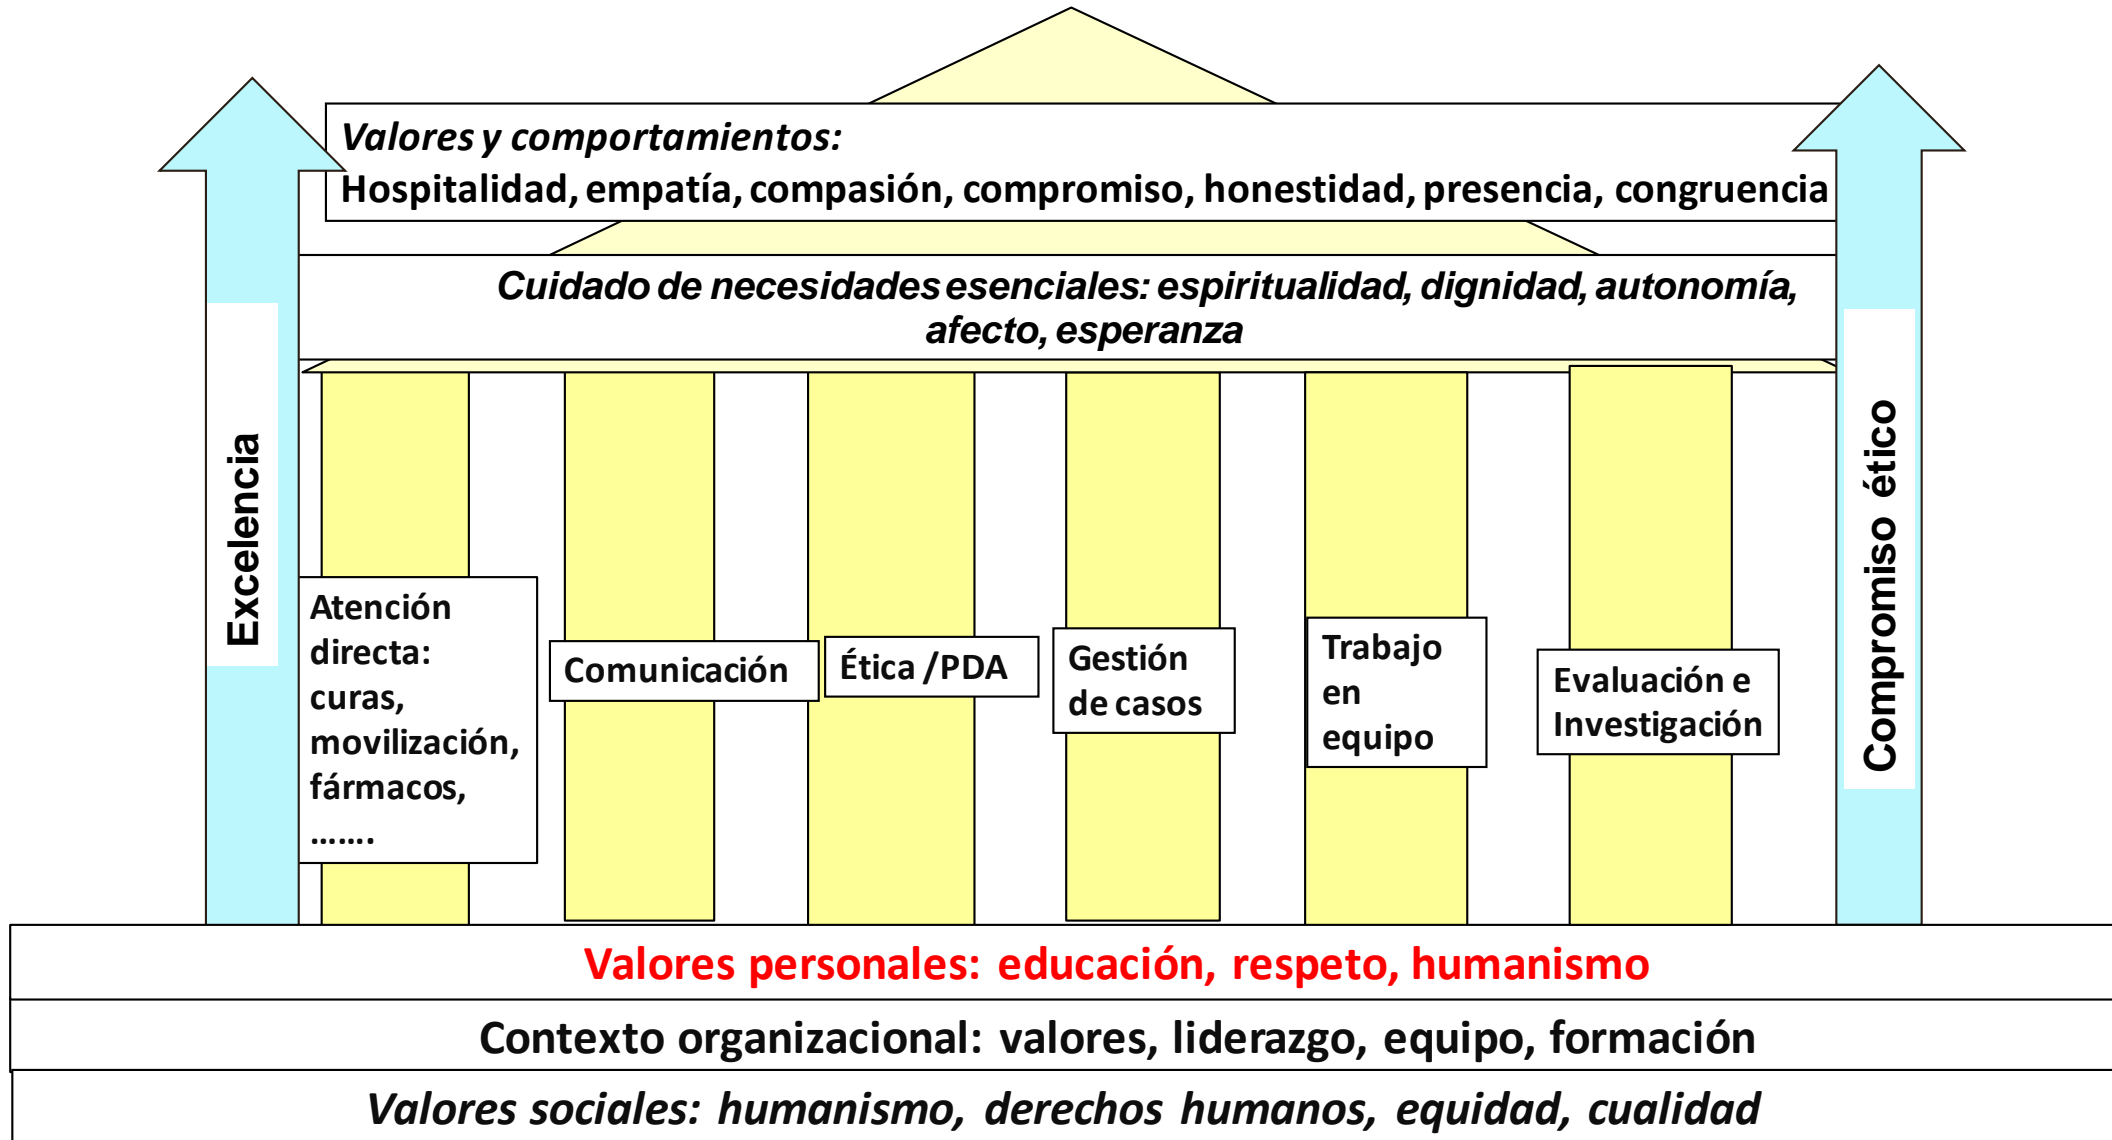 Valores y comportamientos:
Hospitalidad, empatía, compasión, compromiso, honestidad, presencia, congruencia
Cuidado de necesidades esenciales: espiritualidad, dignidad, autonomía,
afecto, esperanza
Excelencia
Atención
directa:
curas,
movilización,
fármacos,
.......
Comunicación
Ética /PDA
Gestión
de casos
Trabajo
en
equipo
Evaluación e
Investigación
Compromiso ético
Valores personales: educación, respeto, humanismo
Contexto organizacional: valores, liderazgo, equipo, formación
Valores sociales: humanismo, derechos humanos, equidad, cualidad